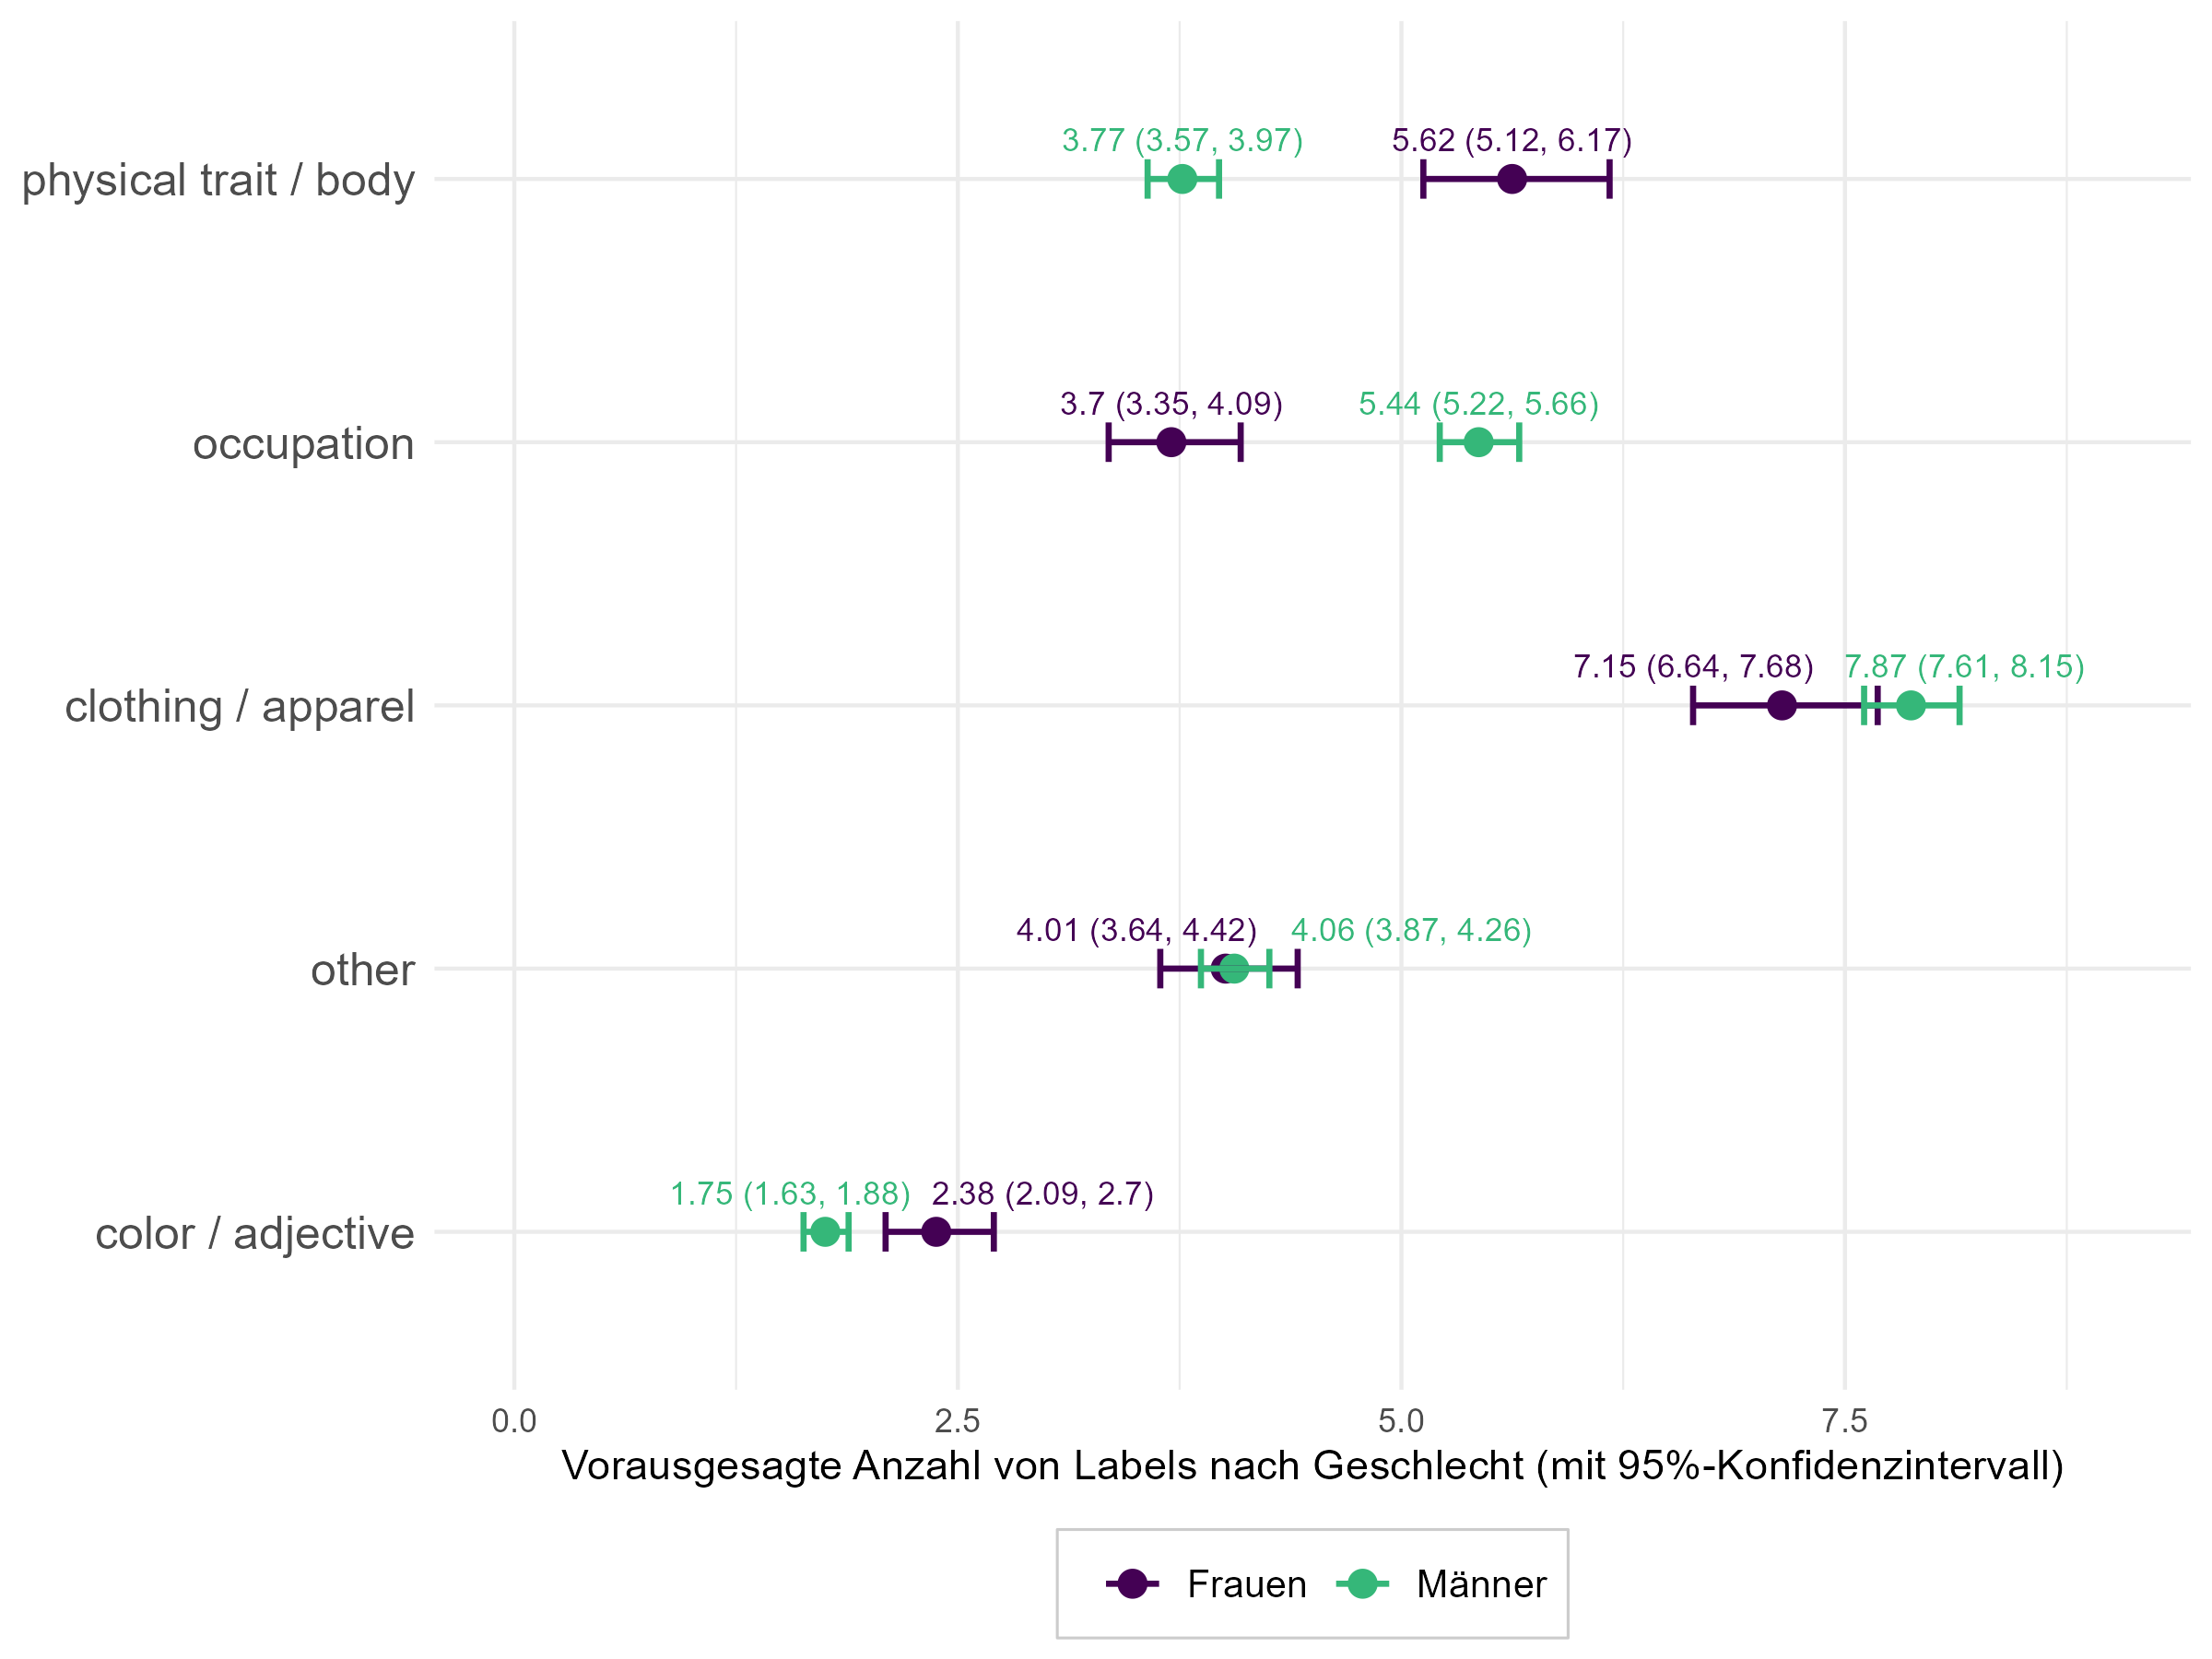 3.77 (3.57, 3.97) 5.62 (5.12, 6.17)
physical trait / body
3.7 (3.35, 4.09) 5.44 (5.22, 5.66)
occupation
7.15 (6.64, 7.68) 7.87 (7.61, 8.15)
clothing / apparel
4.01 (3.64, 4.42) 4.06 (3.87, 4.26)
other
1.75 (1.63, 1.88) 2.38 (2.09, 2.7)
color / adjective
0.0 2.5 5.0 7.5
Vorausgesagte Anzahl von Labels nach Geschlecht (mit 95%-Konfidenzintervall)
Frauen Männer